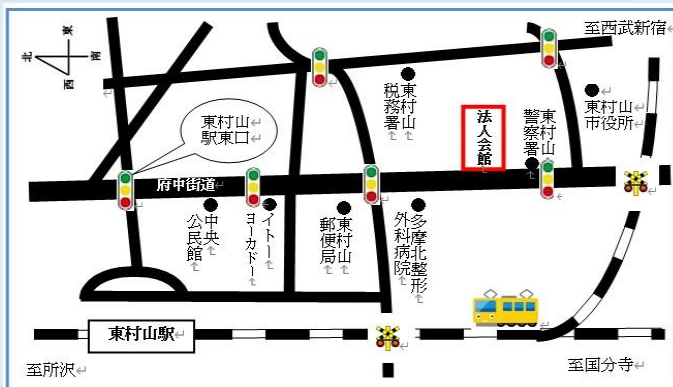 至西武新宿
東
北
南
西
東村山
税務署
法人会館
東村山
警察署
東村山
市役所
東村山
駅東口
府中街道
中央
公民館
イトー
ヨーカドー
東村山
郵便局
多摩北整形
外科病院
東村山駅
至所沢
至国分寺